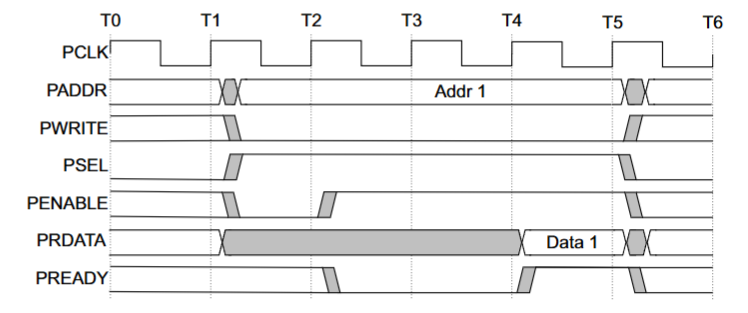 T0 T1 T2 T3 T4 T5 T6
PCLK
PADDR Addr 1
PWRITE
PSEL
PENABLE
PRDATA Data 1
PREADY